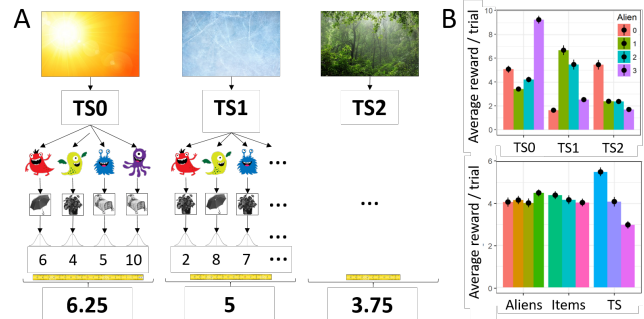 A
TS0
TS1
TS2
6 4 5 10
2 8 7
6.25
5
3.75
B
Average reward / trial
10
8
6
4
2
0
Alien
0
1
2
3
TS0 TS1 TS2
Average reward / trial
6
4
2
0
Aliens Items TS